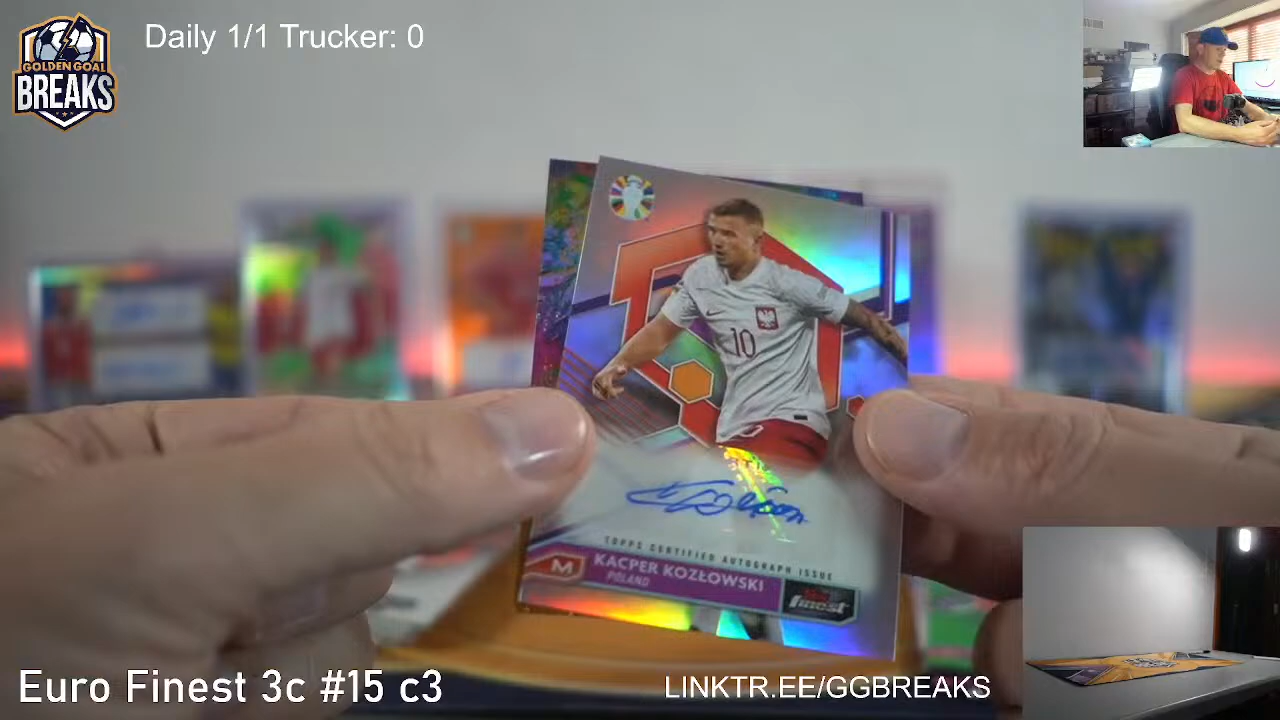 Daily 1/1 Trucker: 0
GOLDEN GOAL
BREAKS
10
TOPPS CERTIFIED AUTOGRAPH ISSUE
M
KACPER KOZŁOWSKI
POLAND
finest
Euro Finest 3c #15 c3
LINKTR.EE/GGBREAKS